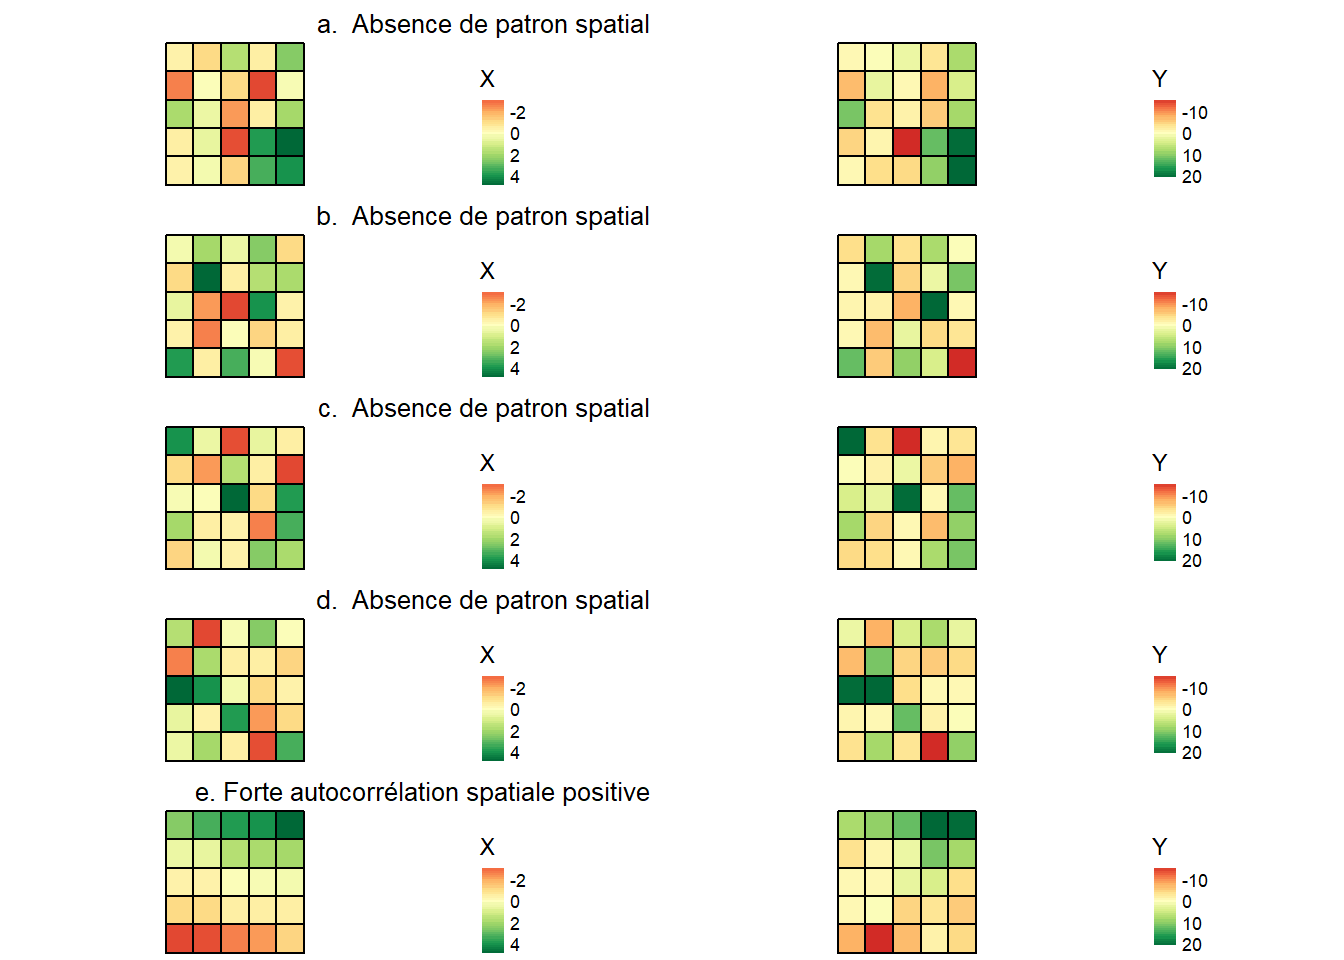 a.  Absence de patron spatial
X
-2
0
2
4
Y
-10
0
10
20
b.  Absence de patron spatial
X
-2
0
2
4
Y
-10
0
10
20
c.  Absence de patron spatial
X
-2
0
2
4
Y
-10
0
10
20
d.  Absence de patron spatial
X
-2
0
2
4
Y
-10
0
10
20
e. Forte autocorrélation spatiale positive
X
-2
0
2
4
Y
-10
0
10
20